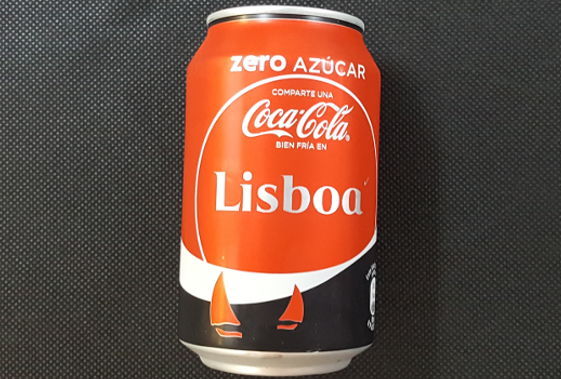 zero AZÚCAR
COMPARTE UNA
Coca-Cola®
BIEN FRÍA EN
Lisboa